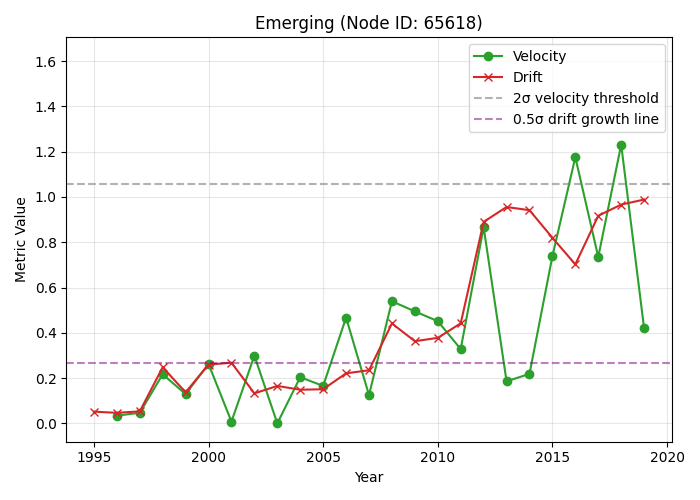 Emerging (Node ID: 65618)
Velocity
Drift
2σ velocity threshold
0.5σ drift growth line
Metric Value
1.6
1.4
1.2
1.0
0.8
0.6
0.4
0.2
0.0
1995
2000
2005
2010
2015
2020
Year